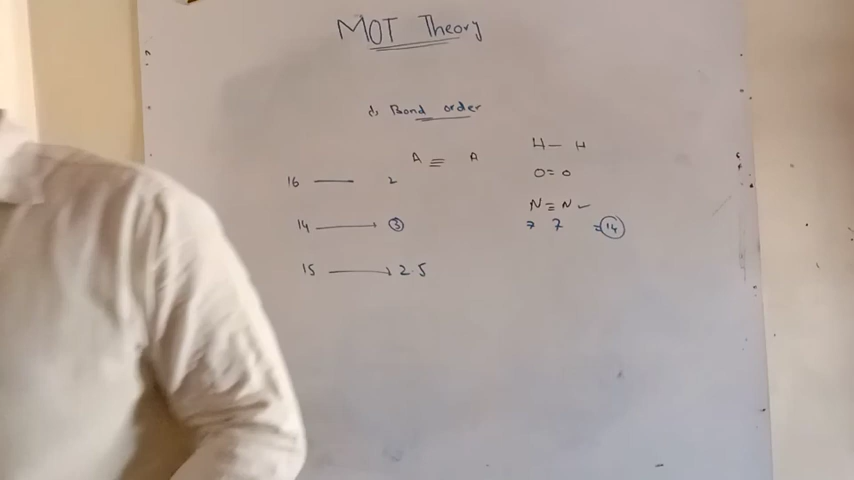 MOT Theory
d, Bond order
H — H
A ≡ A
O = O
16 — 2
N ≡ N ✓
14 → 3
7 7 = 14
15 → 2.5